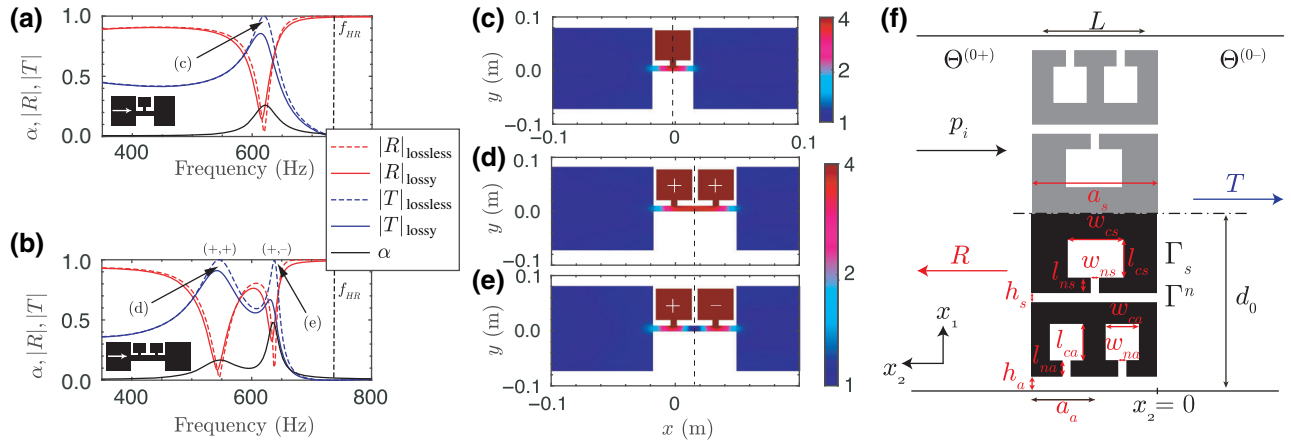 (a)
α, |R|, |T|
1.0
0.5
0.0
400
600
800
Frequency (Hz)
(c)
f_HR
|R|_lossless
|R|_lossy
|T|_lossless
|T|_lossy
α
(b)
α, |R|, |T|
1.0
0.5
0.0
400
600
800
Frequency (Hz)
(+,+)
(+,−)
(d)
(e)
f_HR
(c)
y (m)
0.1
0.0
-0.1
-0.1
0
0.1
4
2
1
(d)
y (m)
0.1
0.0
-0.1
+ +
4
2
1
(e)
y (m)
0.1
0.0
-0.1
+ −
-0.1
0
0.1
x (m)
4
2
1
(f)
L
Θ^(0+)
Θ^(0−)
p_i
T
a_s
w_cs
l_cs
w_ns
l_ns
Γ_s
Γ^n
R
h_s
d_0
x_1
x_2
w_ca
l_ca
w_na
l_na
h_a
a_a
x_2 = 0